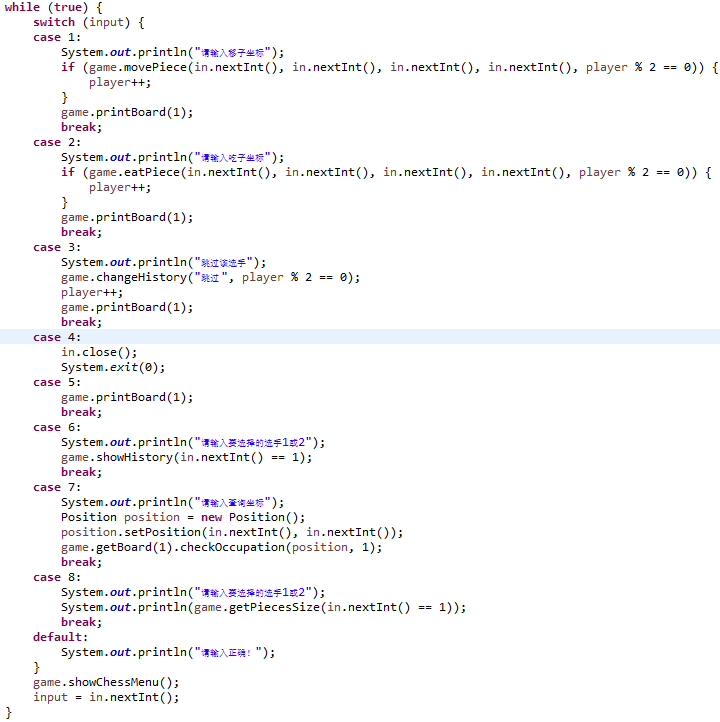 while (true) {
switch (input) {
case 1:
System.out.println("请输入移子坐标");
if (game.movePiece(in.nextInt(), in.nextInt(), in.nextInt(), in.nextInt(), player % 2 == 0)) {
player++;
}
game.printBoard(1);
break;
case 2:
System.out.println("请输入吃子坐标");
if (game.eatPiece(in.nextInt(), in.nextInt(), in.nextInt(), in.nextInt(), player % 2 == 0)) {
player++;
}
game.printBoard(1);
break;
case 3:
System.out.println("跳过该选手");
game.changeHistory("跳过", player % 2 == 0);
player++;
game.printBoard(1);
break;
case 4:
in.close();
System.exit(0);
case 5:
game.printBoard(1);
break;
case 6:
System.out.println("请输入要选择的选手1或2");
game.showHistory(in.nextInt() == 1);
break;
case 7:
System.out.println("请输入查询坐标");
Position position = new Position();
position.setPosition(in.nextInt(), in.nextInt());
game.getBoard(1).checkOccupation(position, 1);
break;
case 8:
System.out.println("请输入要选择的选手1或2");
System.out.println(game.getPiecesSize(in.nextInt() == 1));
break;
default:
System.out.println("请输入正确！");
}
game.showChessMenu();
input = in.nextInt();
}